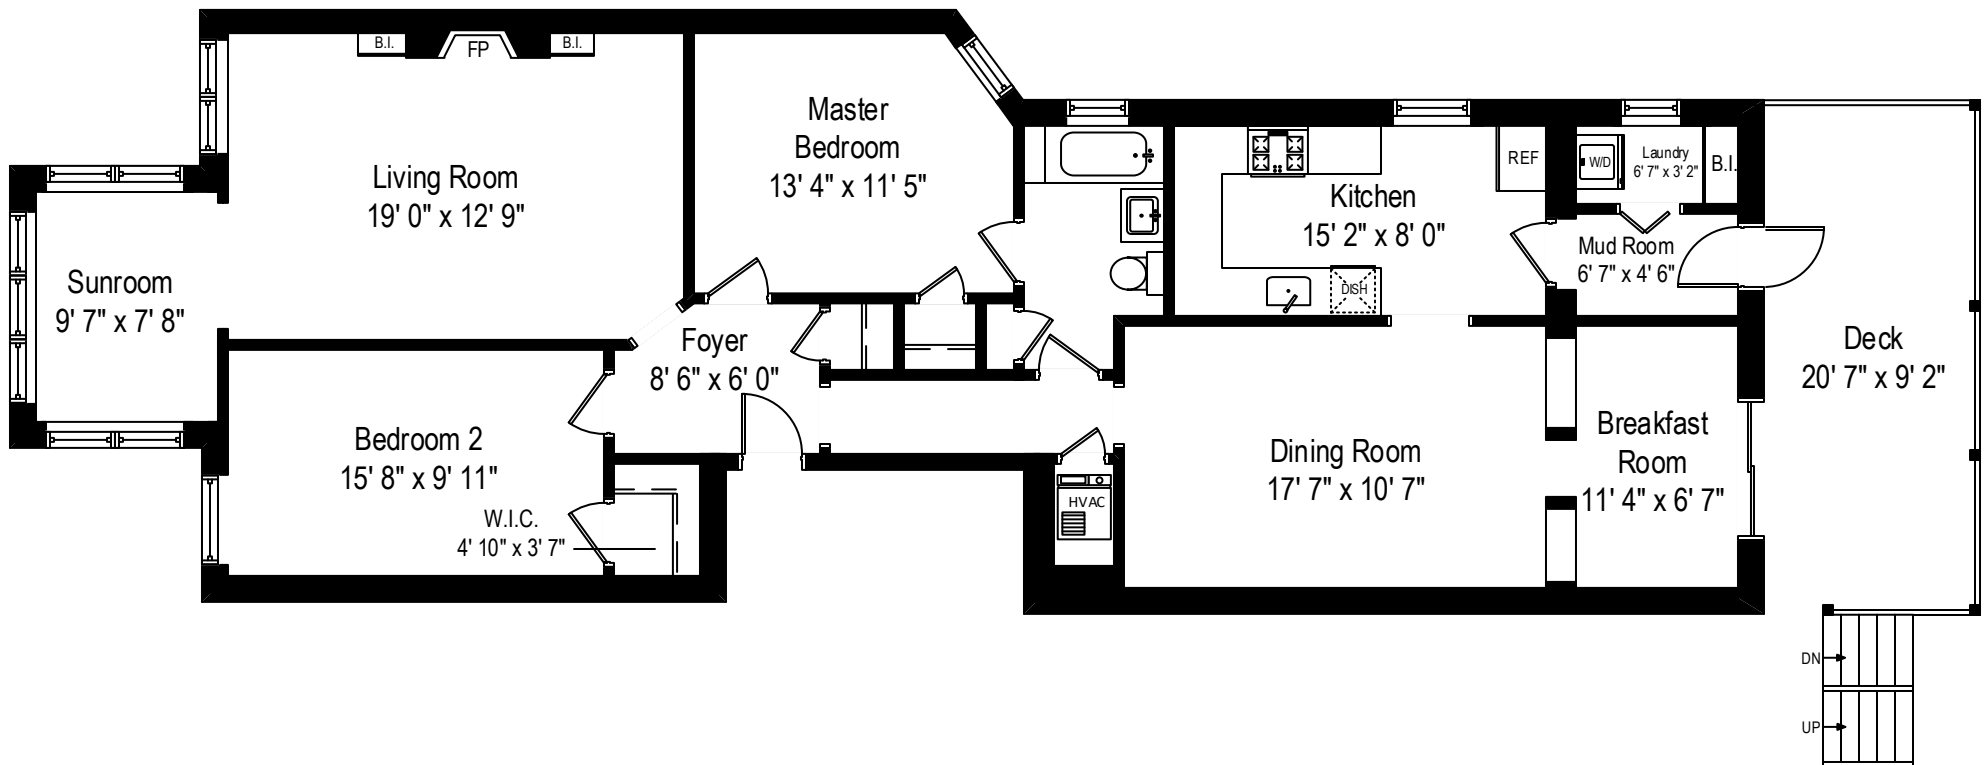 B.I.
FP
B.I.
Living Room
19' 0" x 12' 9"
Master
Bedroom
13' 4" x 11' 5"
Sunroom
9' 7" x 7' 8"
Foyer
8' 6" x 6' 0"
Bedroom 2
15' 8" x 9' 11"
W.I.C.
4' 10" x 3' 7"
Kitchen
15' 2" x 8' 0"
REF
DISH
W/D
Laundry
6' 7" x 3' 2"
B.I.
Mud Room
6' 7" x 4' 6"
HVAC
Dining Room
17' 7" x 10' 7"
Breakfast
Room
11' 4" x 6' 7"
Deck
20' 7" x 9' 2"
DN
UP